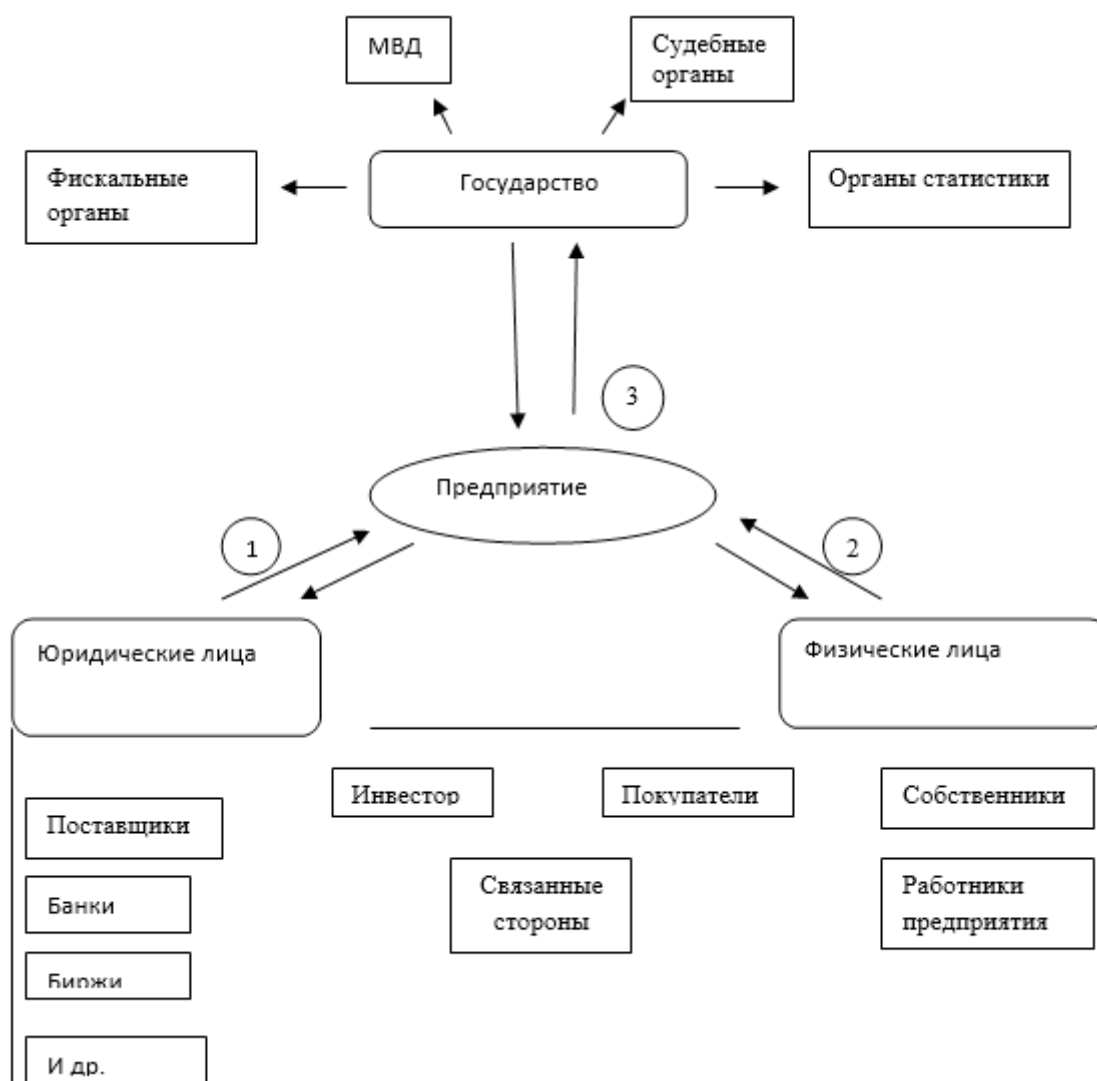 МВД
Судебные
органы
Фискальные
органы
Государство
Органы статистики
3
Предприятие
1
2
Юридические лица
Физические лица
Инвестор
Покупатели
Собственники
Поставщики
Связанные
стороны
Работники
предприятия
Банки
Биржи
И др.